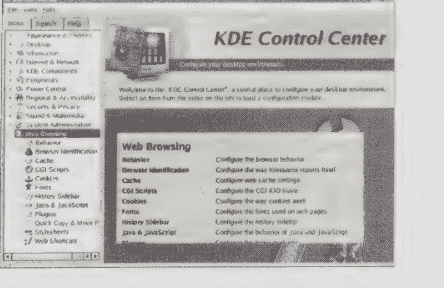 Edit View Help
Index Search Help
Appearance & Themes
Desktop
Information
Internet & Network
KDE Components
Peripherals
Power Control
Regional & Accessibility
Security & Privacy
Sound & Multimedia
System Administration
Web Browsing
Behavior
Browser Identification
Cache
CGI Scripts
Cookies
Fonts
History Sidebar
Java & JavaScript
Plugins
Quick Copy & Move P
Stylesheets
Web Shortcuts
KDE Control Center
Configure your desktop environment.
Welcome to the "KDE Control Center", a central place to configure your desktop environment.
Select an item from the index on the left to load a configuration module.
Web Browsing
Behavior Configure the browser behavior
Browser Identification Configure the way Konqueror reports itself
Cache Configure web cache settings
CGI Scripts Configure the CGI KIO slave
Cookies Configure the way cookies work
Fonts Configure the fonts used on web pages
History Sidebar Configure the history sidebar
Java & JavaScript Configure the behavior of Java and JavaScript